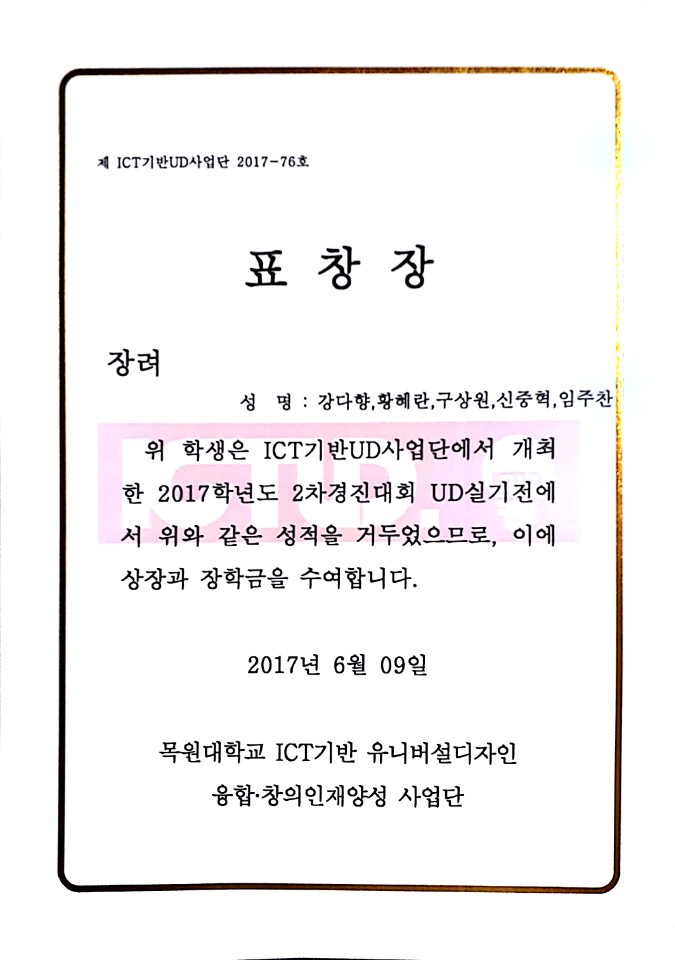 제 ICT기반UD사업단 2017-76호
표 창 장
장려
성 명 : 강다향,황혜란,구상원,신중혁,임주찬
위 학생은 ICT기반UD사업단에서 개최
한 2017학년도 2차경진대회 UD실기전에
서 위와 같은 성적을 거두었으므로, 이에
상장과 장학금을 수여합니다.
2017년 6월 09일
목원대학교 ICT기반 유니버설디자인
융합·창의인재양성 사업단